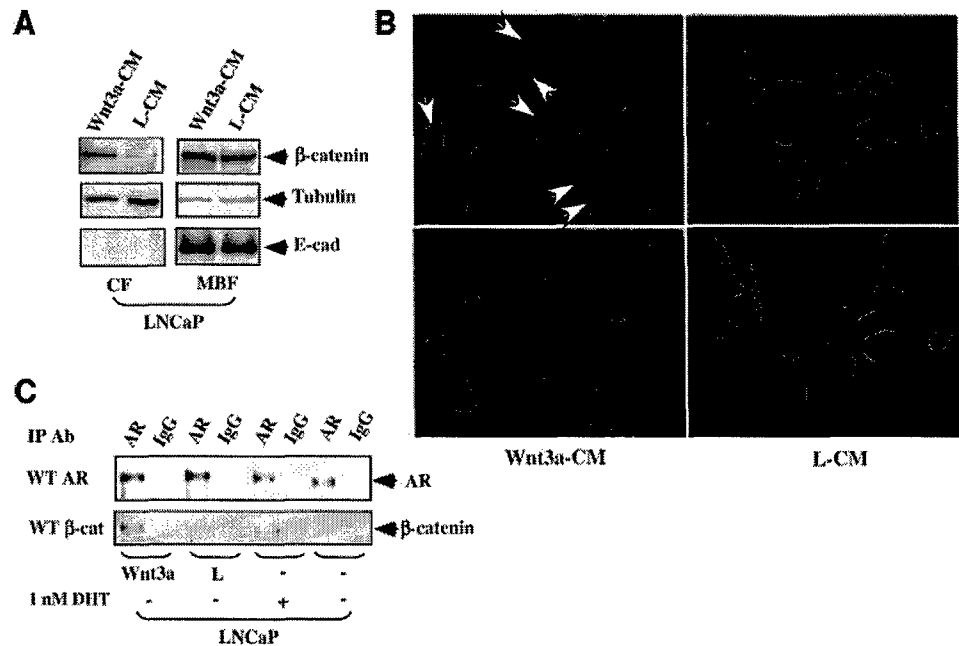 A
Wnt3a-CM L-CM Wnt3a-CM L-CM
β-catenin
Tubulin
E-cad
CF MBF
LNCaP
B
Wnt3a-CM L-CM
C
IP Ab AR IgG AR IgG AR IgG AR IgG
WT AR AR
WT β-cat β-catenin
Wnt3a L - -
1 nM DHT - - + -
LNCaP